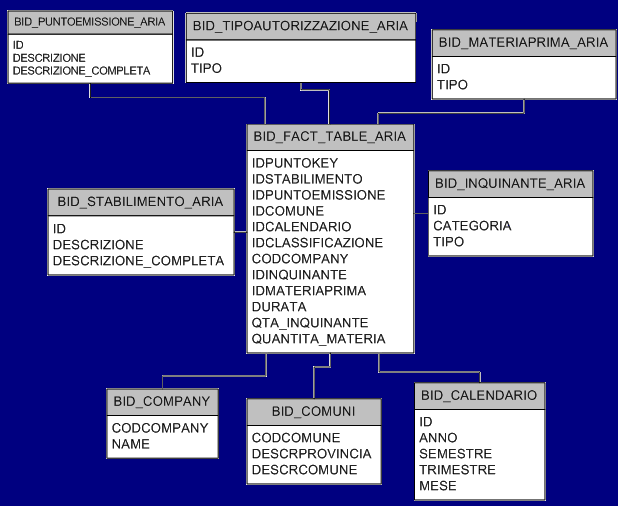 BID_PUNTOEMISSIONE_ARIA
ID
DESCRIZIONE
DESCRIZIONE_COMPLETA
BID_TIPOAUTORIZZAZIONE_ARIA
ID
TIPO
BID_MATERIAPRIMA_ARIA
ID
TIPO
BID_FACT_TABLE_ARIA
IDPUNTOKEY
IDSTABILIMENTO
IDPUNTOEMISSIONE
IDCOMUNE
IDCALENDARIO
IDCLASSIFICAZIONE
CODCOMPANY
IDINQUINANTE
IDMATERIAPRIMA
DURATA
QTA_INQUINANTE
QUANTITA_MATERIA
BID_STABILIMENTO_ARIA
ID
DESCRIZIONE
DESCRIZIONE_COMPLETA
BID_INQUINANTE_ARIA
ID
CATEGORIA
TIPO
BID_COMPANY
CODCOMPANY
NAME
BID_COMUNI
CODCOMUNE
DESCRPROVINCIA
DESCRCOMUNE
BID_CALENDARIO
ID
ANNO
SEMESTRE
TRIMESTRE
MESE